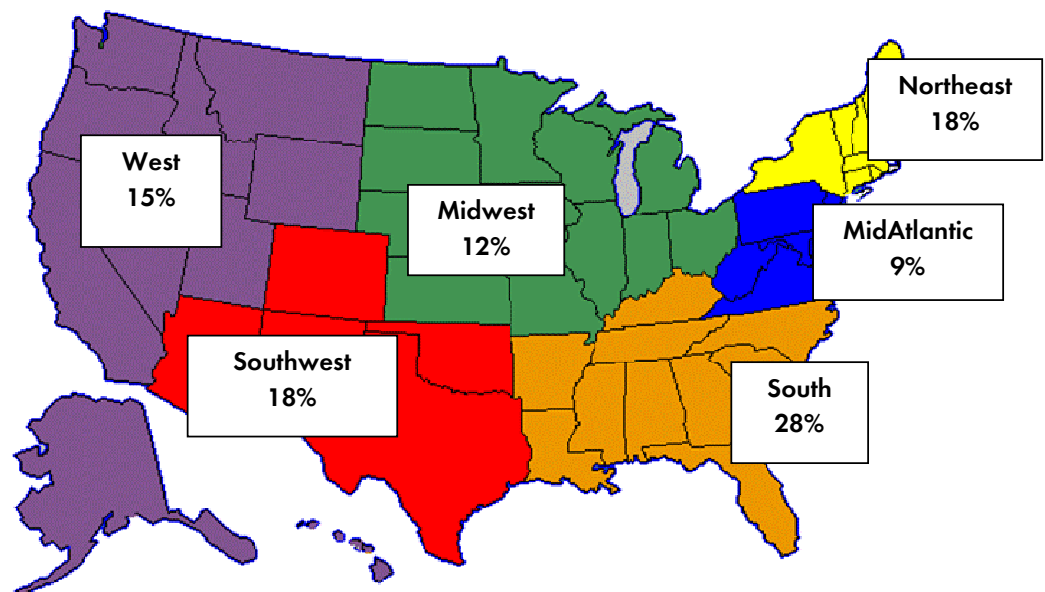 Northeast
18%
West
15%
Midwest
12%
MidAtlantic
9%
Southwest
18%
South
28%